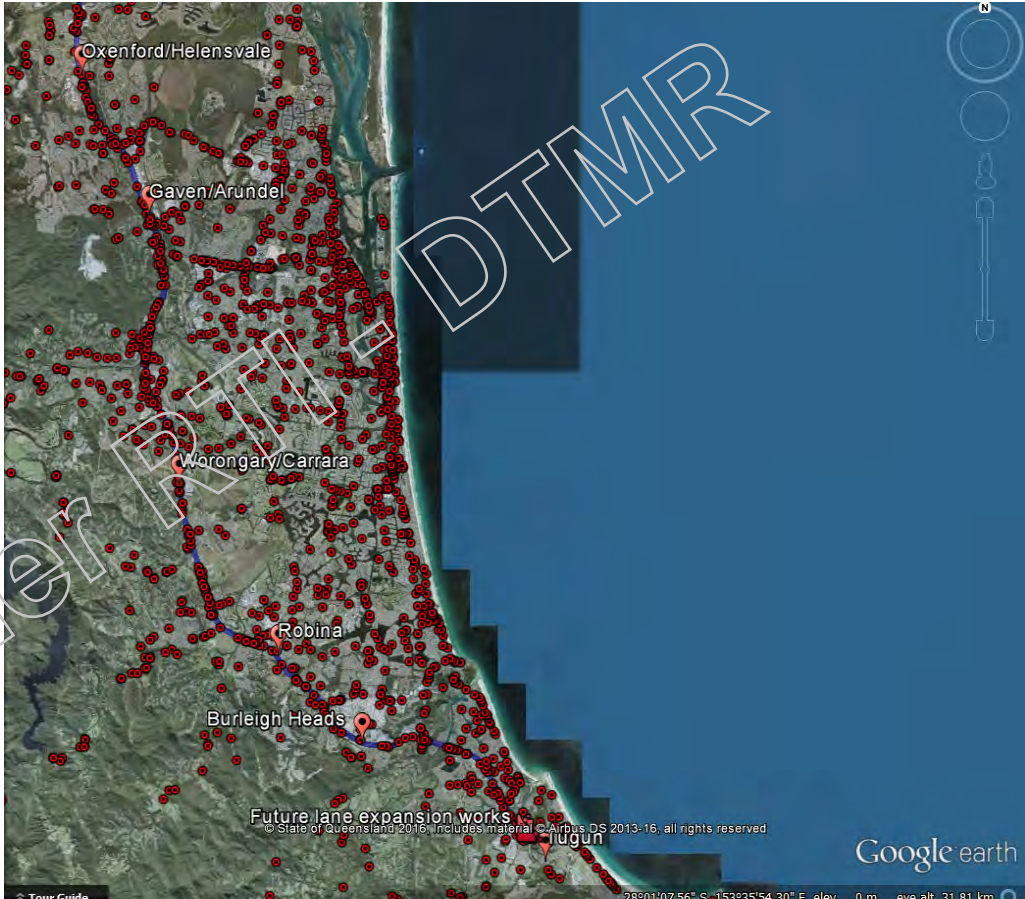 N
Oxenford/Helensvale
Gaven/Arundel
er RTI - DTMR
Worongary/Carrara
Robina
Burleigh Heads
Future lane expansion works
© State of Queensland 2016, Includes material © Airbus DS 2013-16, all rights reserved
Tugun
Google earth
Tour Guide
28°01'07.56" S 153°35'54.30" E elev 0 m eye alt 31.81 km